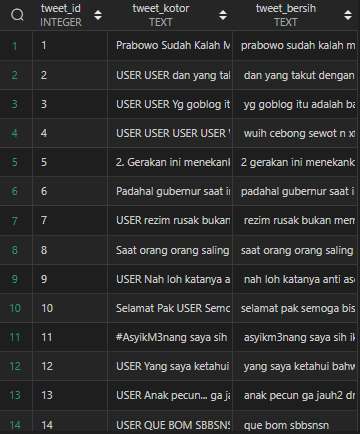 tweet_id tweet_kotor tweet_bersih
INTEGER TEXT TEXT
1 1 Prabowo Sudah Kalah M prabowo sudah kalah m
2 2 USER USER dan yang tal dan yang takut dengan
3 3 USER USER Yg goblog it yg goblog itu adalah ba
4 4 USER USER USER USER wuih cebong sewot n
5 5 2. Gerakan ini menekank 2 gerakan ini menekank
6 6 Padahal gubernur saat i padahal gubernur saat i
7 7 USER rezim rusak bukan rezim rusak bukan mem
8 8 Saat orang orang saling saat orang orang saling
9 9 USER Nah loh katanya a nah loh katanya anti as
10 10 Selamat Pak USER Semo selamat pak semoga bis
11 11 #AsyikM3nang saya sih asyikm3nang saya sih ik
12 12 USER Yang saya ketahui yang saya ketahui bahw
13 13 USER Anak pecun... ga ja anak pecun ga jauh2 dr
14 14 USER QUE BOM SBBSNS que bom sbbsnsn